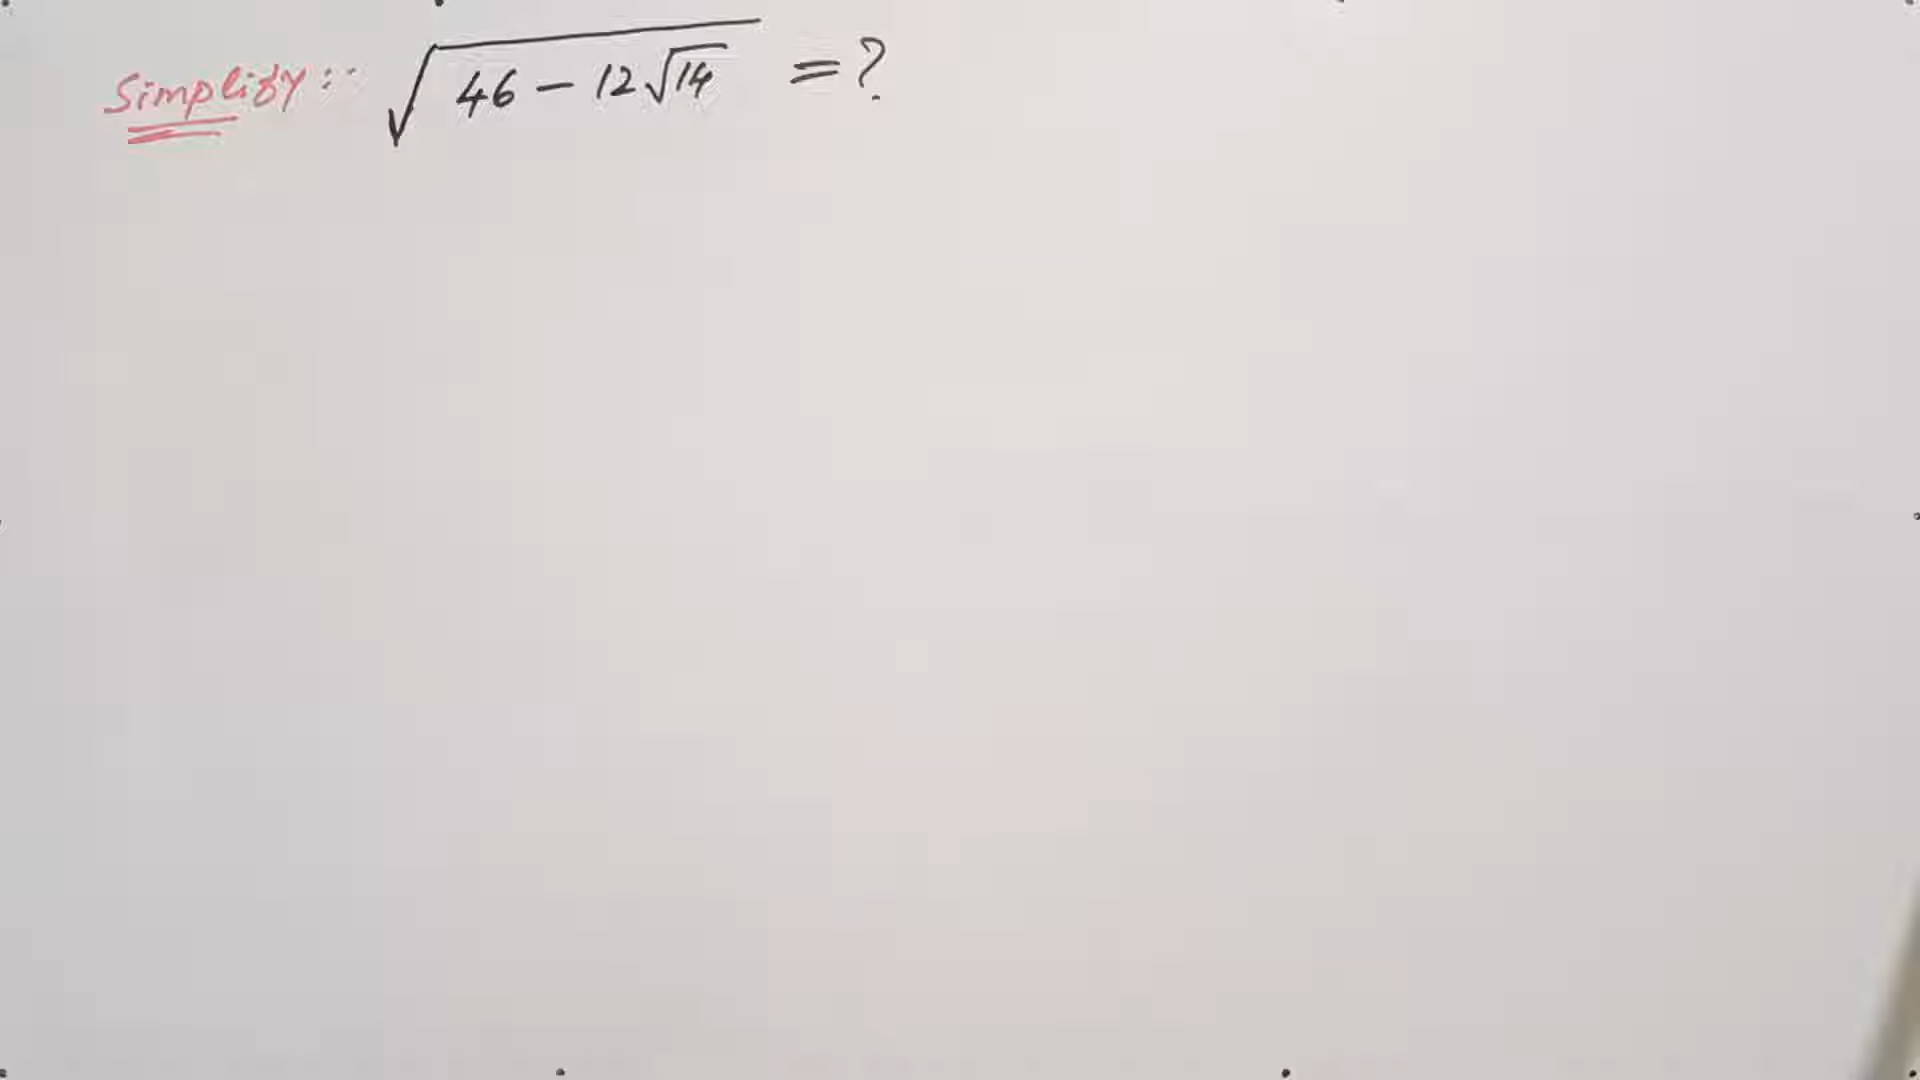 Simplify:- √(46 - 12√14) = ?